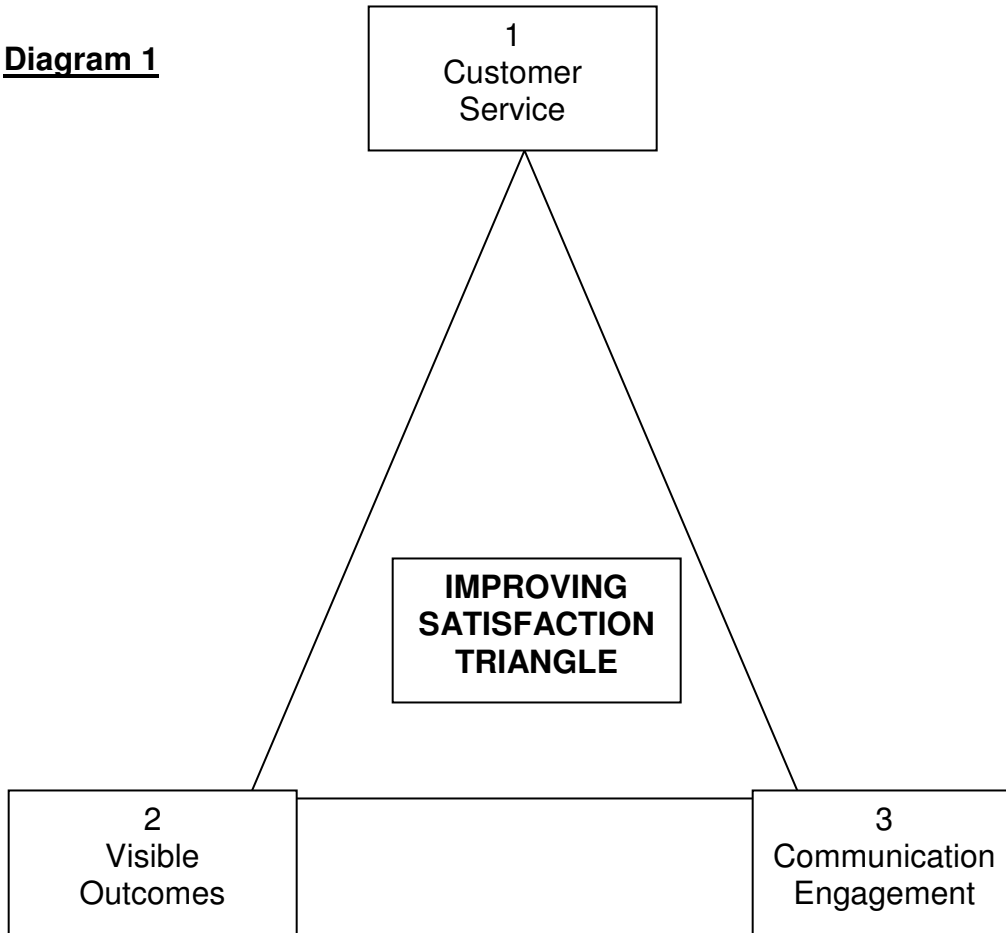 Diagram 1
1
Customer
Service
IMPROVING
SATISFACTION
TRIANGLE
2
Visible
Outcomes
3
Communication
Engagement